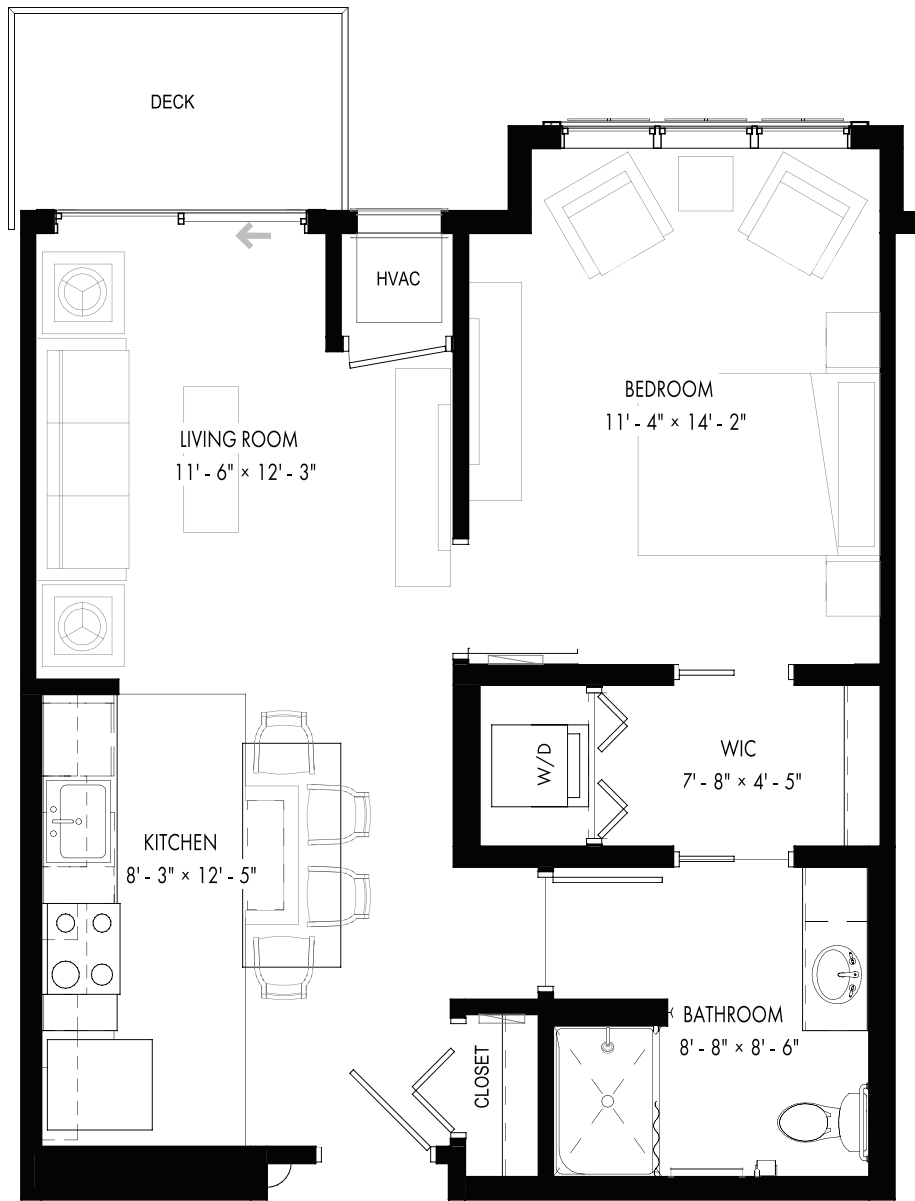 DECK
HVAC
BEDROOM
11' - 4" × 14' - 2"
LIVING ROOM
11' - 6" × 12' - 3"
W/D
WIC
7' - 8" × 4' - 5"
KITCHEN
8' - 3" × 12' - 5"
BATHROOM
8' - 8" × 8' - 6"
CLOSET